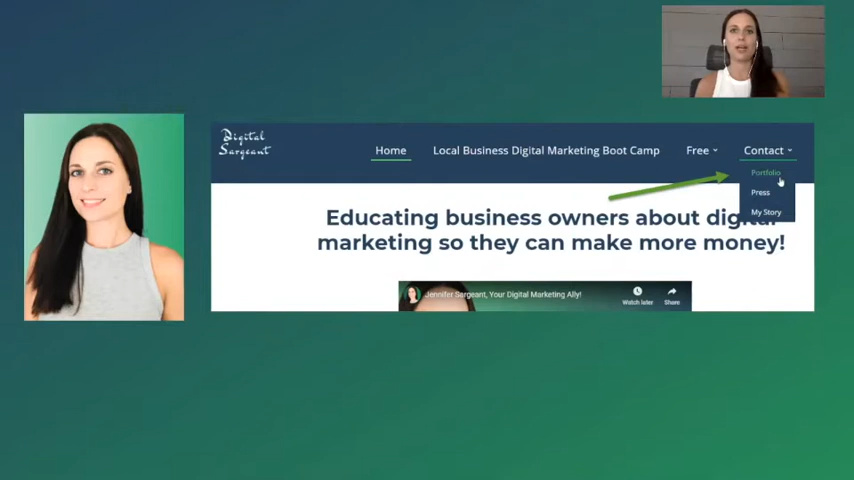 Digital
Sargeant
Home
Local Business Digital Marketing Boot Camp
Free
Contact
Portfolio
Press
My Story
Educating business owners about digital
marketing so they can make more money!
Jennifer Sargeant, Your Digital Marketing Ally!
Watch later
Share